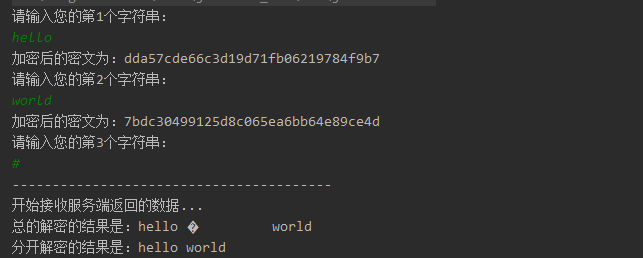 请输入您的第1个字符串：
hello
加密后的密文为：dda57cde66c3d19d71fb06219784f9b7
请输入您的第2个字符串：
world
加密后的密文为：7bdc30499125d8c065ea6bb64e89ce4d
请输入您的第3个字符串：
#
----------------------------------------
开始接收服务端返回的数据...
总的解密的结果是：hello �         world
分开解密的结果是：hello world